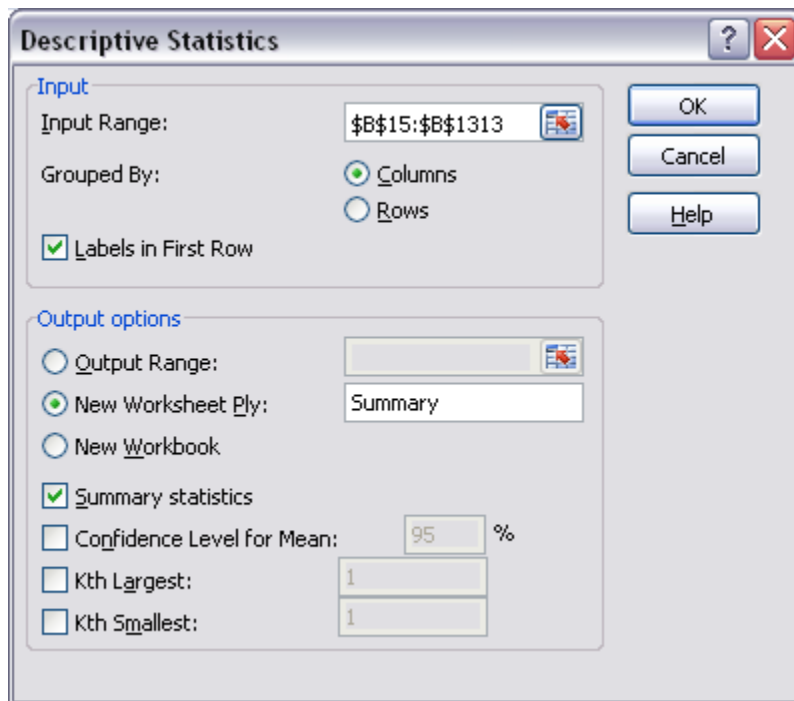 Descriptive Statistics
Input
Input Range:
$B$15:$B$1313
OK
Cancel
Grouped By:
Columns
Rows
Help
Labels in First Row
Output options
Output Range:
New Worksheet Ply:
Summary
New Workbook
Summary statistics
Confidence Level for Mean:
95
%
Kth Largest:
1
Kth Smallest:
1